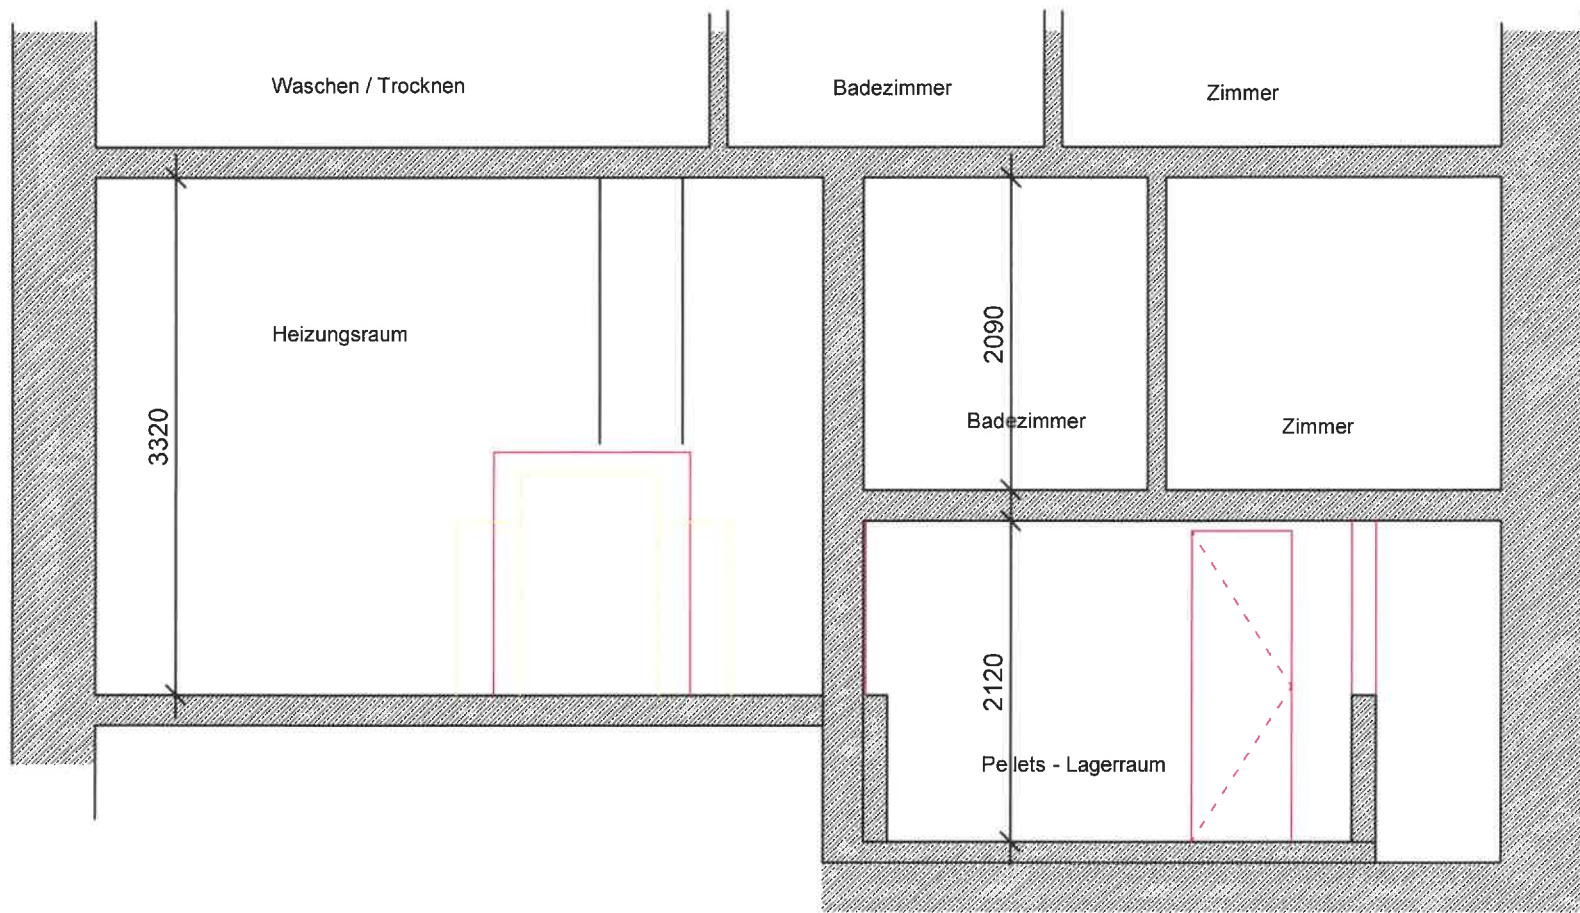 Waschen / Trocknen
Badezimmer
Zimmer
Heizungsraum
3320
2090
Badezimmer
Zimmer
2120
Pellets - Lagerraum